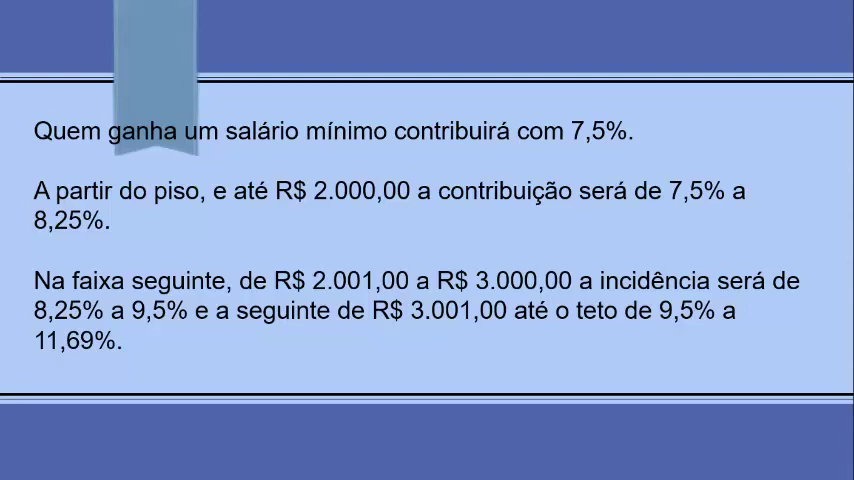 Quem ganha um salário mínimo contribuirá com 7,5%.
A partir do piso, e até R$ 2.000,00 a contribuição será de 7,5% a
8,25%.
Na faixa seguinte, de R$ 2.001,00 a R$ 3.000,00 a incidência será de
8,25% a 9,5% e a seguinte de R$ 3.001,00 até o teto de 9,5% a
11,69%.